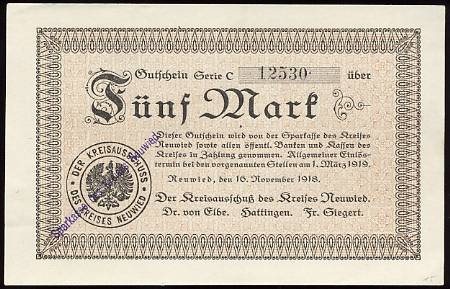 Gutschein Serie C 12530· über
Fünf Mark
Dieser Gutschein wird von der Sparkasse des Kreises
Neuwied sowie allen öffentl. Banken und Kassen des
Kreises in Zahlung genommen. Allgemeiner Einlös-
termin bei den vorgenannten Stellen am 1. März 1919.
Neuwied, den 16. November 1918.
Der Kreisausschuß des Kreises Neuwied.
Dr. von Elbe. Hattingen. Fr. Siegert.
DER KREISAUSSCHUSS
DES KREISES NEUWIED
Sparkasse Neuwied